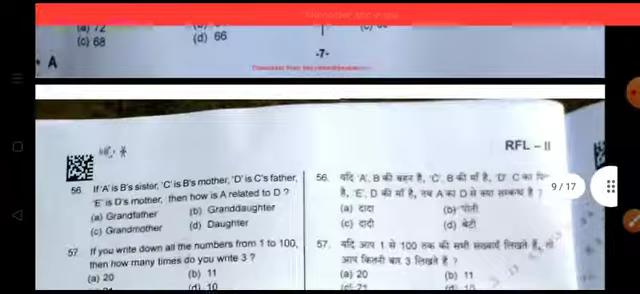 (a) 72
(c) 68
(d) 66
• A
-7-
RFL – II
56. If 'A' is B's sister, 'C' is B's mother, 'D' is C's father,
'E' is D's mother, then how is A related to D ?
(a) Grandfather (b) Granddaughter
(c) Grandmother (d) Daughter
57. If you write down all the numbers from 1 to 100,
then how many times do you write 3 ?
(a) 20 (b) 11
(d) 10
56. यदि 'A', B की बहन है, 'C', B की माँ है, 'D' C का
है, 'E', D की माँ है, तब A का D से क्या सम्बन्ध है ?
(a) दादा (b) पोती
(c) दादी (d) बेटी
57. यदि आप 1 से 100 तक की सभी संख्याएँ लिखते हैं, तो
आप कितनी बार 3 लिखते है ?
(a) 20 (b) 11
(c) 21 (d) 10
9 / 17